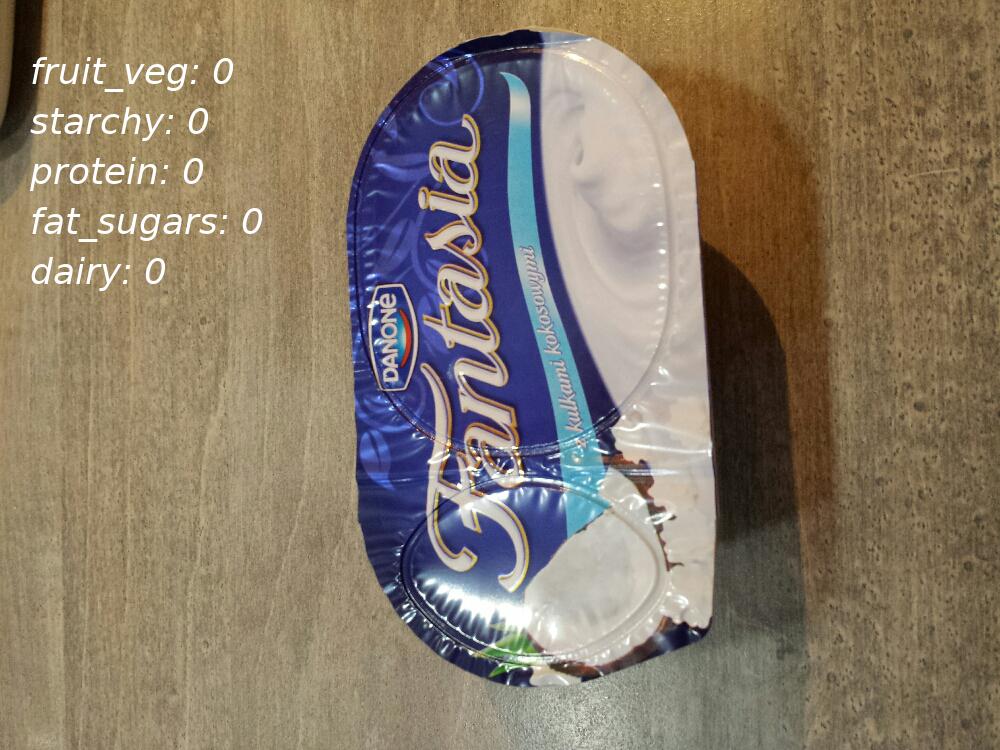 fruit_veg: 0
starchy: 0
protein: 0
fat_sugars: 0
dairy: 0
DANONE
Fantasia
z kulkami kokosowymi